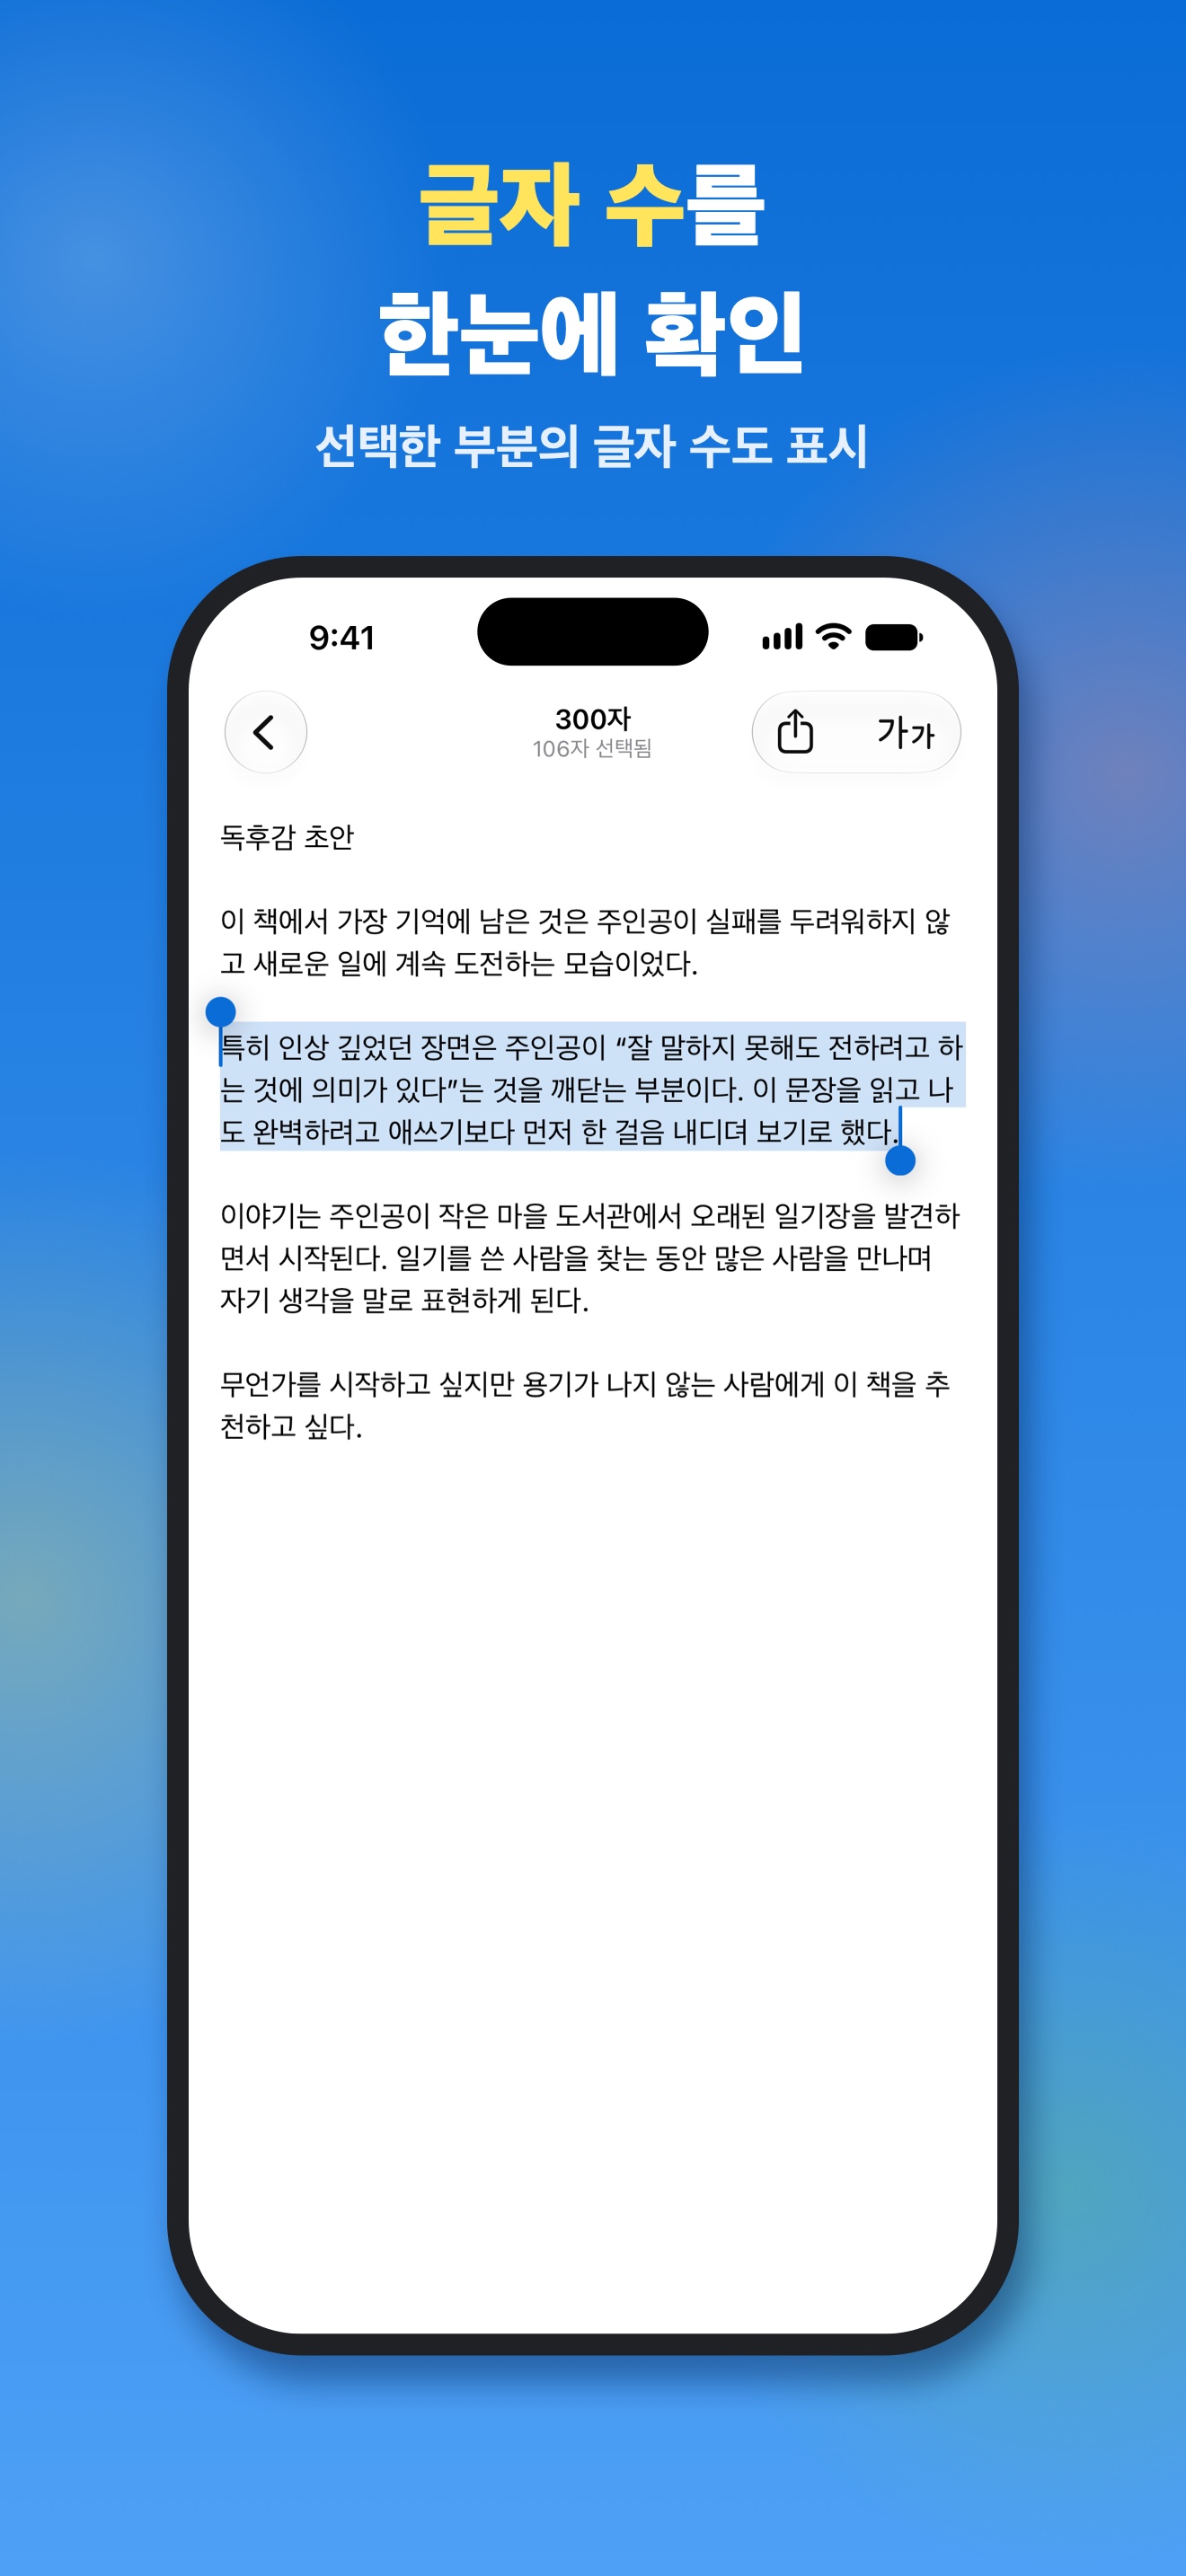 글자 수를
한눈에 확인
선택한 부분의 글자 수도 표시
9:41
300자
106자 선택됨
가가
독후감 초안
이 책에서 가장 기억에 남은 것은 주인공이 실패를 두려워하지 않
고 새로운 일에 계속 도전하는 모습이었다.
특히 인상 깊었던 장면은 주인공이 “잘 말하지 못해도 전하려고 하
는 것에 의미가 있다”는 것을 깨닫는 부분이다. 이 문장을 읽고 나
도 완벽하려고 애쓰기보다 먼저 한 걸음 내디뎌 보기로 했다.
이야기는 주인공이 작은 마을 도서관에서 오래된 일기장을 발견하
면서 시작된다. 일기를 쓴 사람을 찾는 동안 많은 사람을 만나며
자기 생각을 말로 표현하게 된다.
무언가를 시작하고 싶지만 용기가 나지 않는 사람에게 이 책을 추
천하고 싶다.